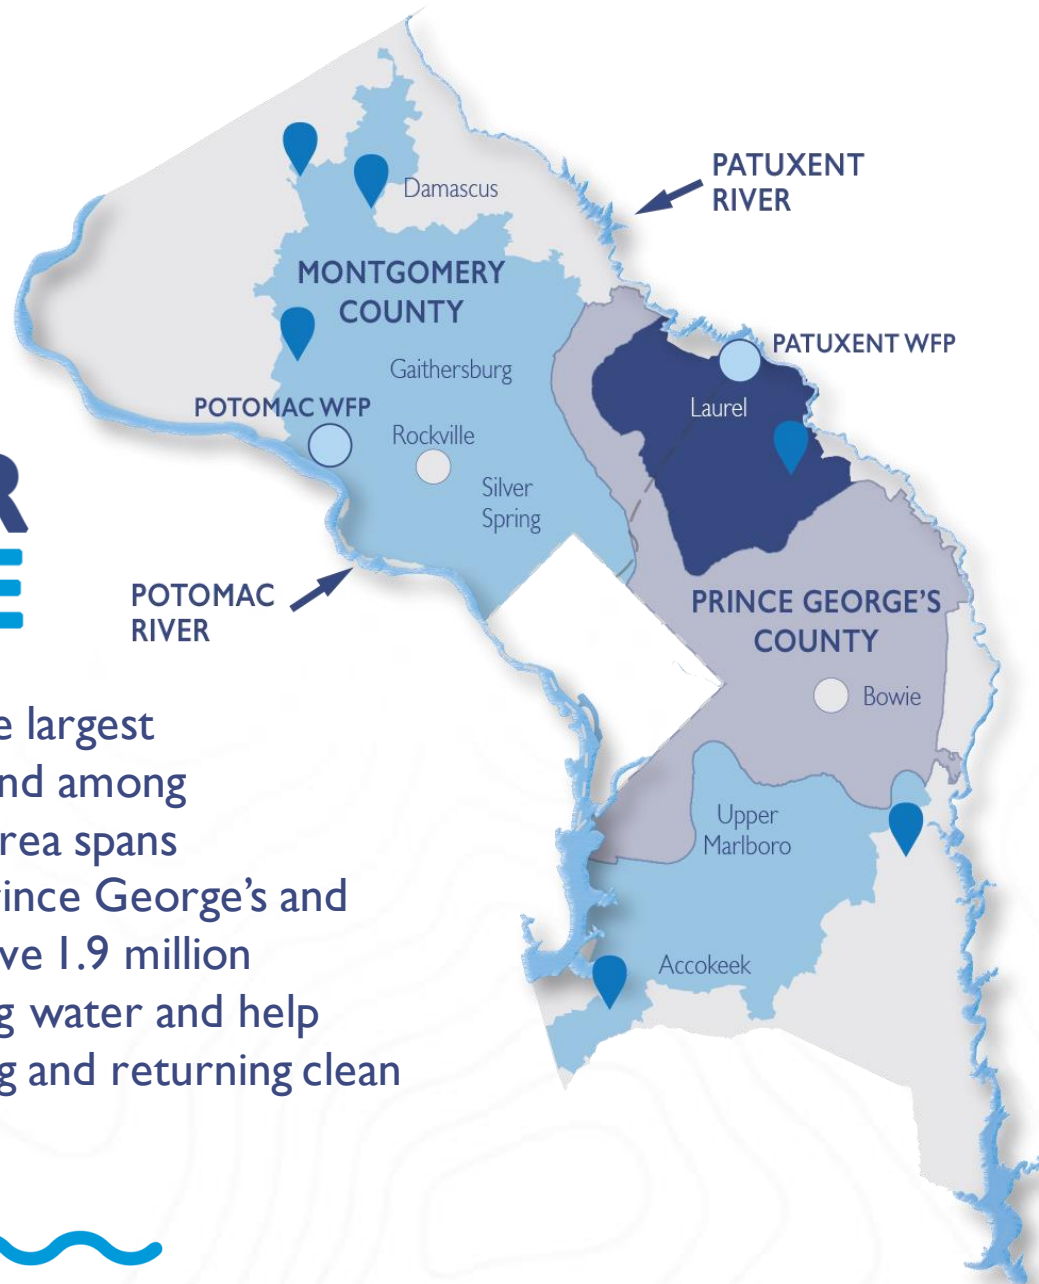 PATUXENT
RIVER
Damascus
MONTGOMERY
COUNTY
PATUXENT WFP
Gaithersburg
POTOMAC WFP
Laurel
Rockville
R
Silver
Spring
E
POTOMAC
RIVER
PRINCE GEORGE'S
COUNTY
Bowie
largest
nd among
rea spans
rince George's and
ve 1.9 million
Upper
Marlboro
g water and help
Accokeek
g and returning clean